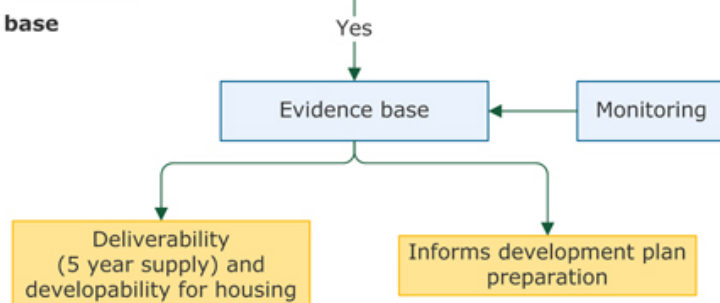 base
Yes
Evidence base
Monitoring
Deliverability
(5 year supply) and
developability for housing
Informs development plan
preparation